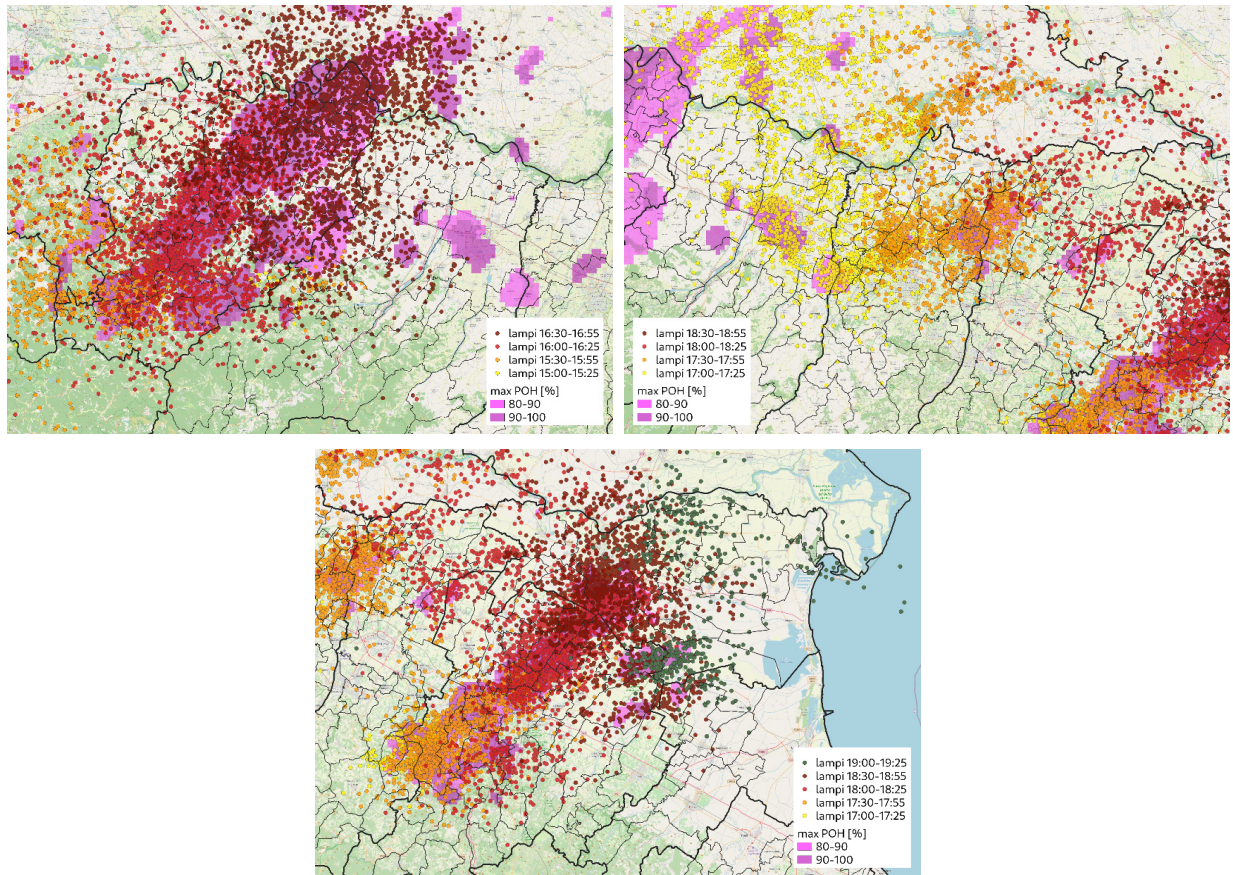 lampi 16:30-16:55
lampi 16:00-16:25
lampi 15:30-15:55
lampi 15:00-15:25
max POH [%]
80-90
90-100
lampi 18:30-18:55
lampi 18:00-18:25
lampi 17:30-17:55
lampi 17:00-17:25
max POH [%]
80-90
90-100
lampi 19:00-19:25
lampi 18:30-18:55
lampi 18:00-18:25
lampi 17:30-17:55
lampi 17:00-17:25
max POH [%]
80-90
90-100